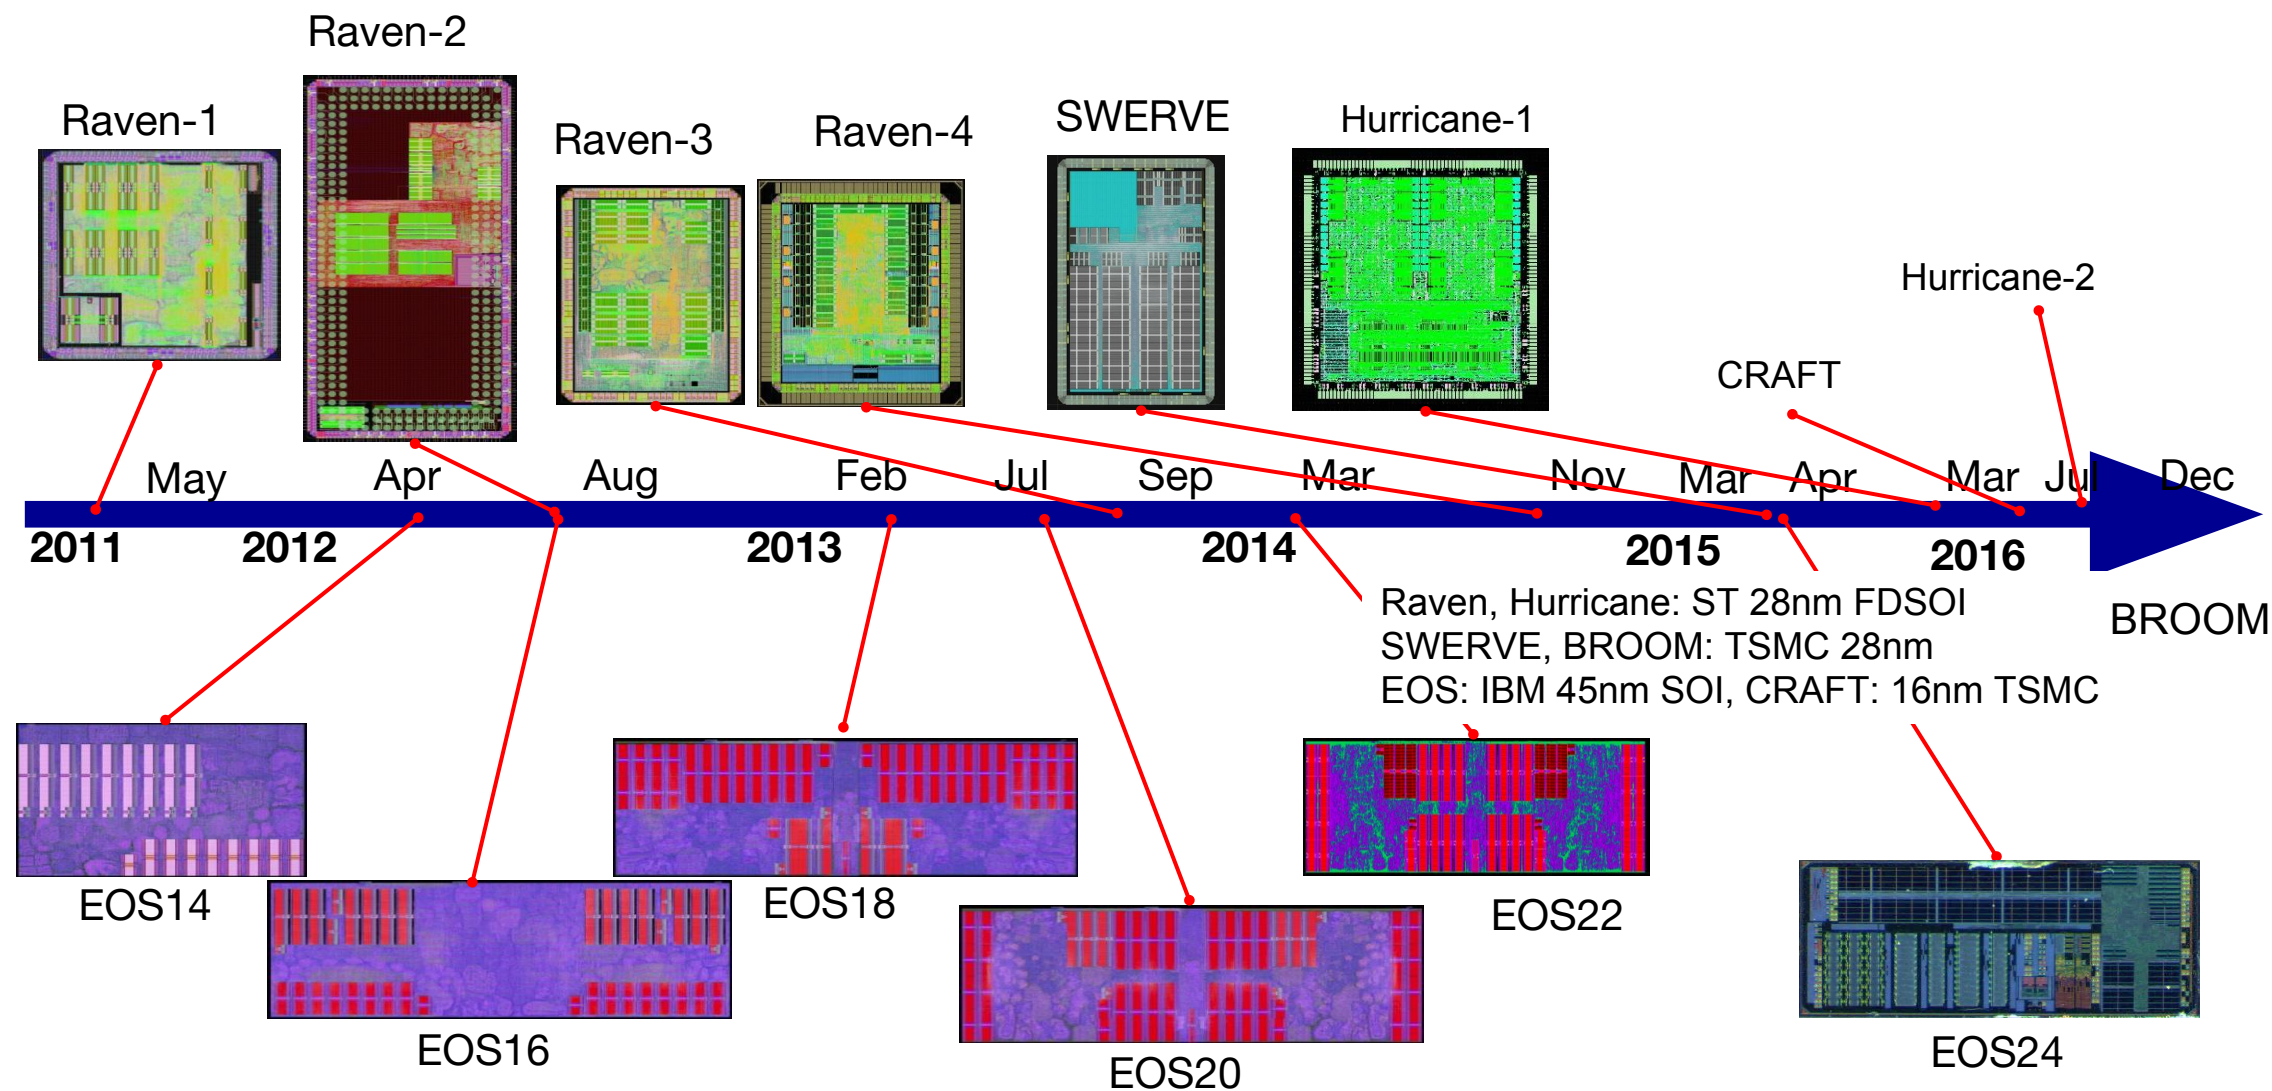 Raven-2
Raven-1
Raven-3
Raven-4
SWERVE
Hurricane-1
Hurricane-2
CRAFT
May Apr Aug Feb Jul Sep Mar Nov Mar Apr Mar Jul Dec
2011 2012 2013 2014 2015 2016
Raven, Hurricane: ST 28nm FDSOI
SWERVE, BROOM: TSMC 28nm
EOS: IBM 45nm SOI, CRAFT: 16nm TSMC
BROOM
EOS14
EOS18
EOS22
EOS16
EOS20
EOS24